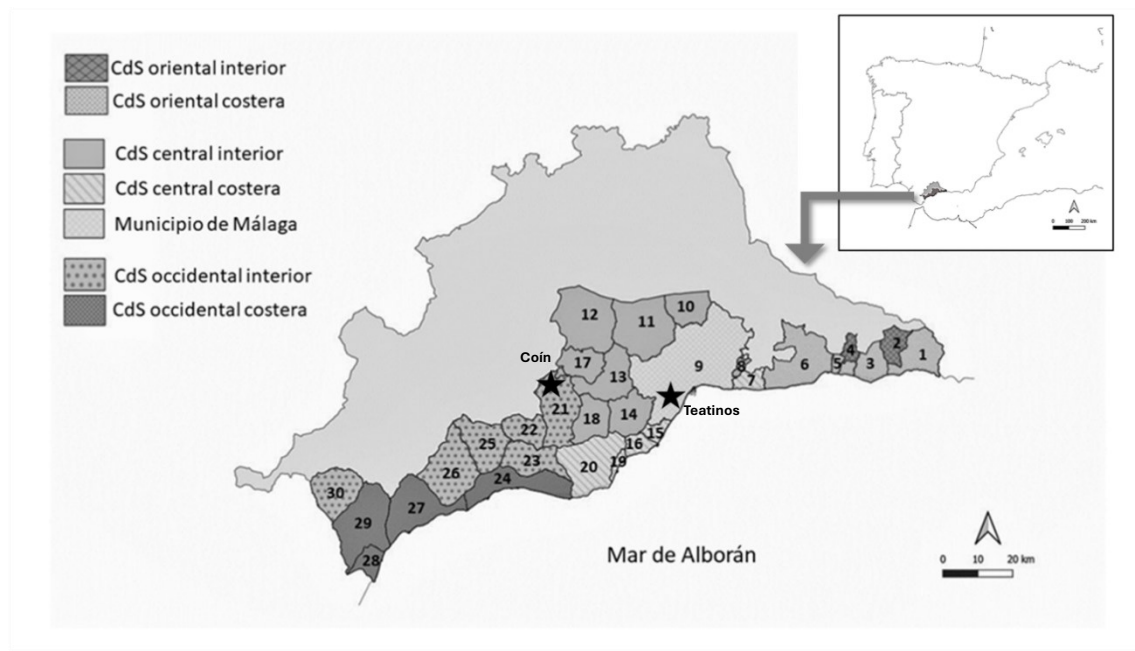 CdS oriental interior
CdS oriental costera
CdS central interior
CdS central costera
Municipio de Málaga
CdS occidental interior
CdS occidental costera
0 100 200 km
12
11
10
17
13
9
8
7
6
5
4
3
2
1
Coín
Teatinos
21
18
14
15
16
19
20
22
23
24
25
26
27
28
29
30
Mar de Alborán
0 10 20 km